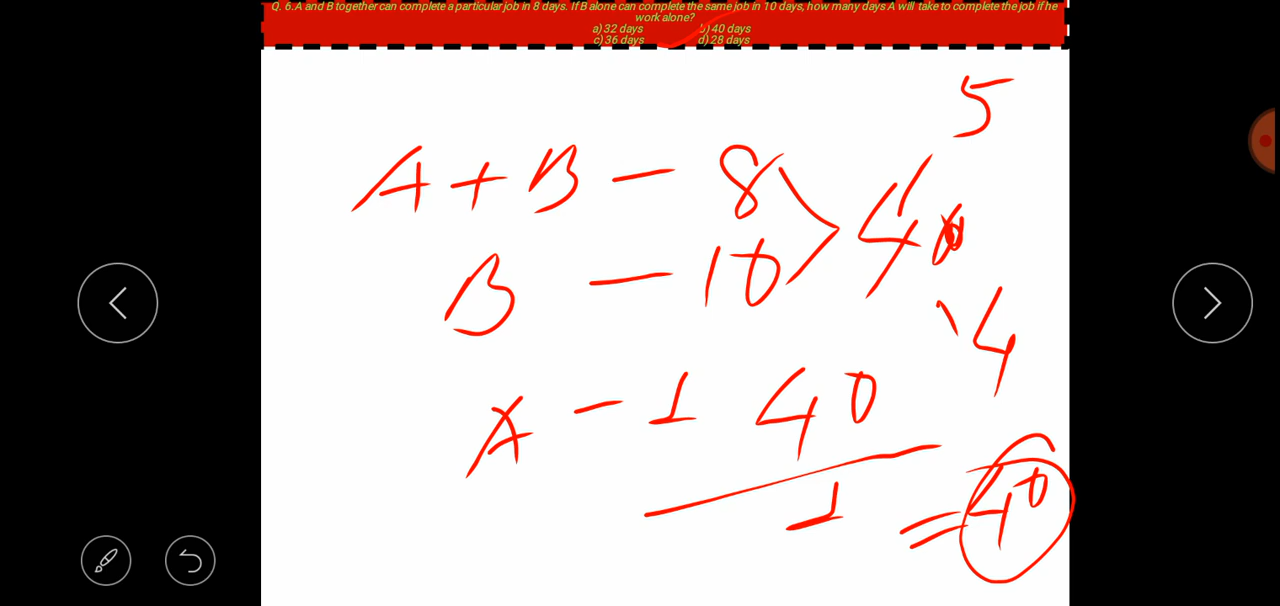 Q. 6.A and B together can complete a particular job in 8 days. If B alone can complete the same job in 10 days, how many days A will take to complete the job if he
work alone?
a) 32 days b) 40 days
c) 36 days d) 28 days
5
A + B - 8
40
B - 10
4
A - 1 40
1
= 40